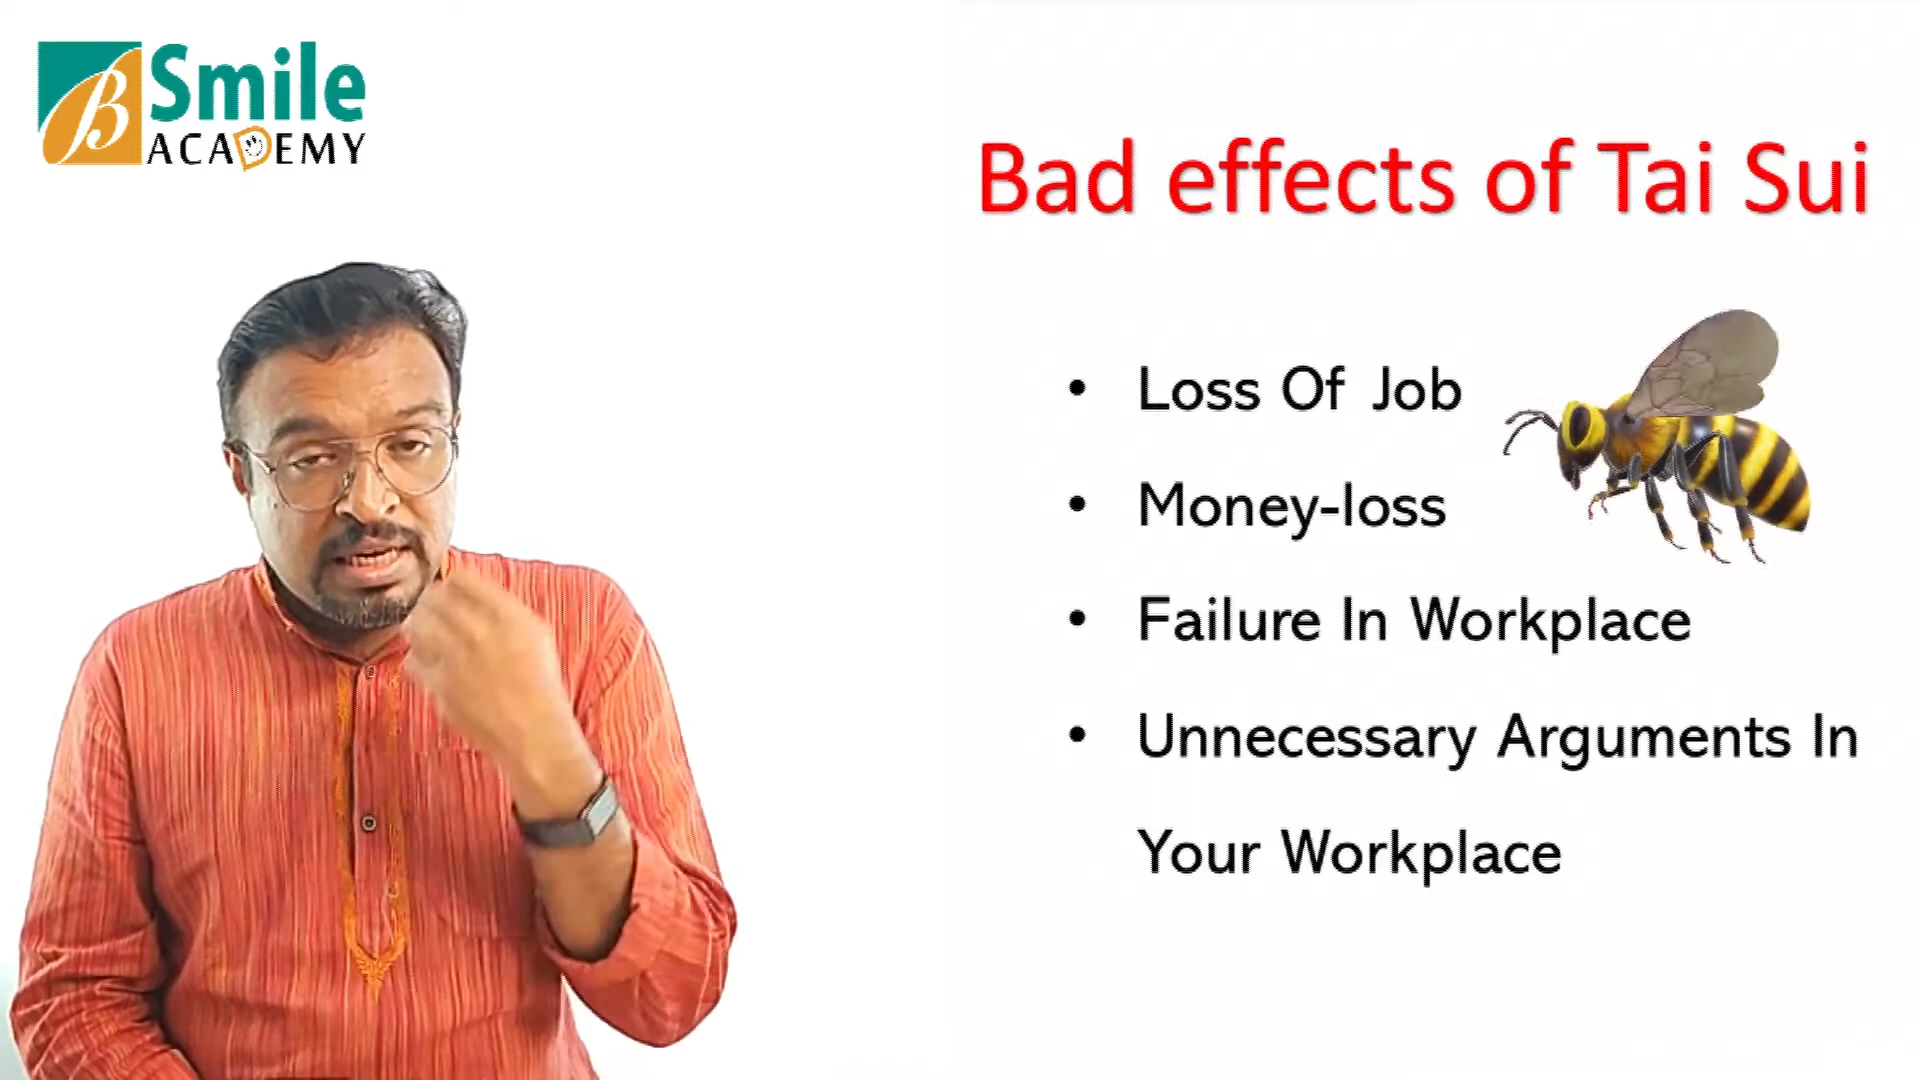 B Smile
ACADEMY
Bad effects of Tai Sui
• Loss Of Job
• Money-loss
• Failure In Workplace
• Unnecessary Arguments In
Your Workplace